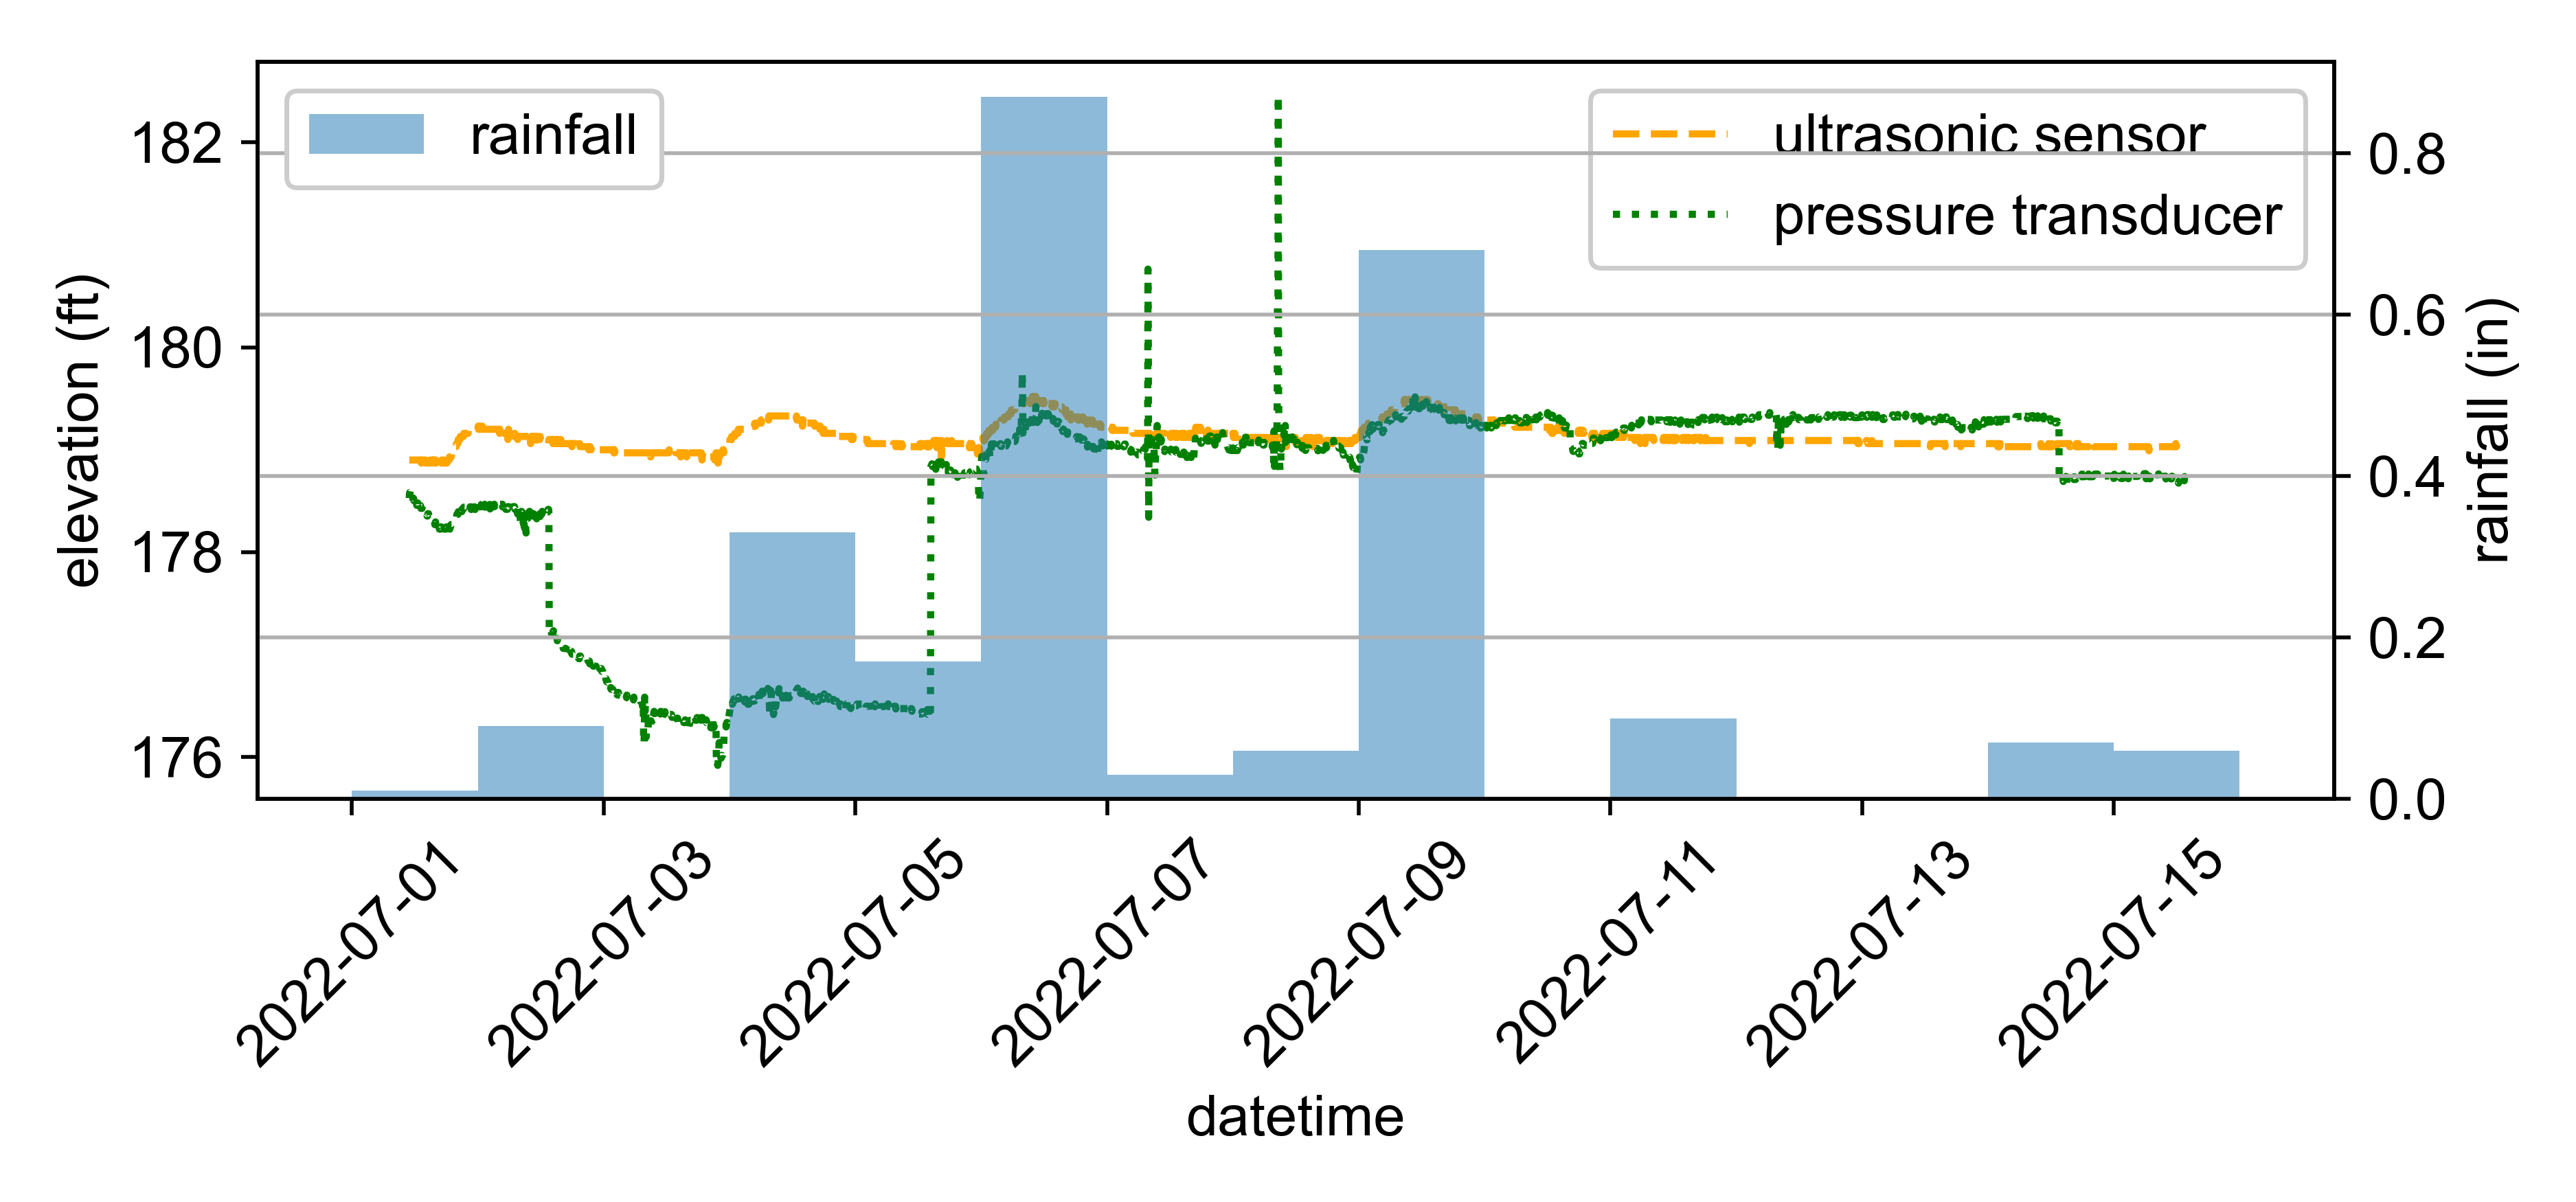 rainfall
ultrasonic sensor
pressure transducer
elevation (ft)
182
180
178
176
rainfall (in)
0.8
0.6
0.4
0.2
0.0
2022-07-01
2022-07-03
2022-07-05
2022-07-07
2022-07-09
2022-07-11
2022-07-13
2022-07-15
datetime